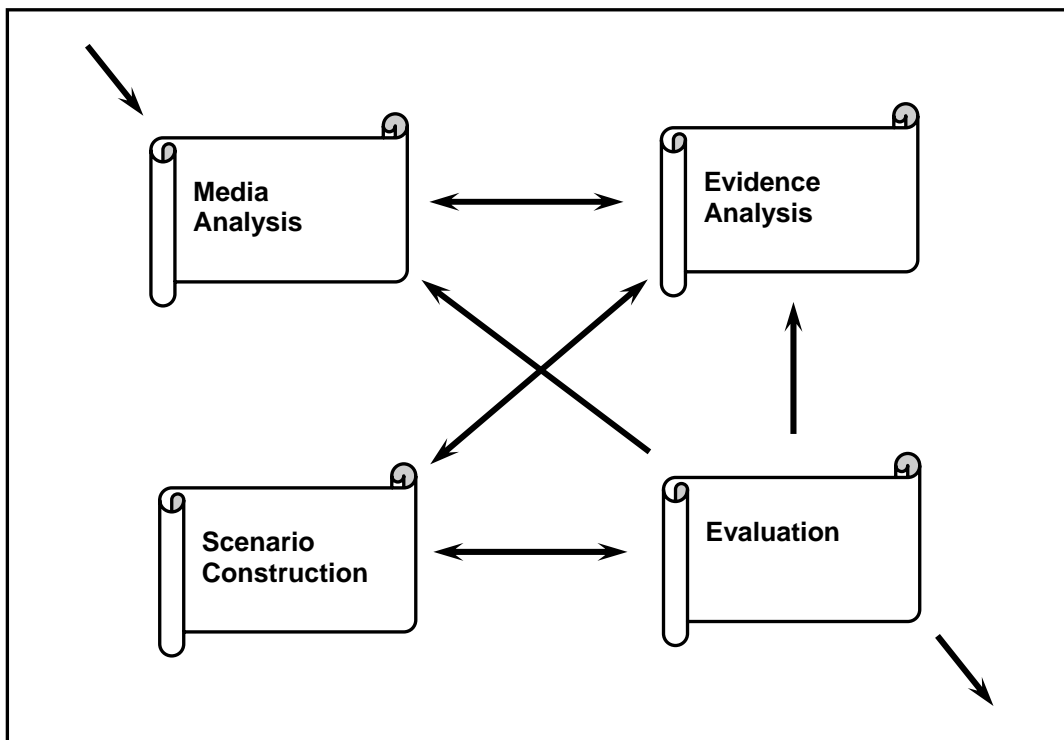 Media
Analysis
Evidence
Analysis
Scenario
Construction
Evaluation